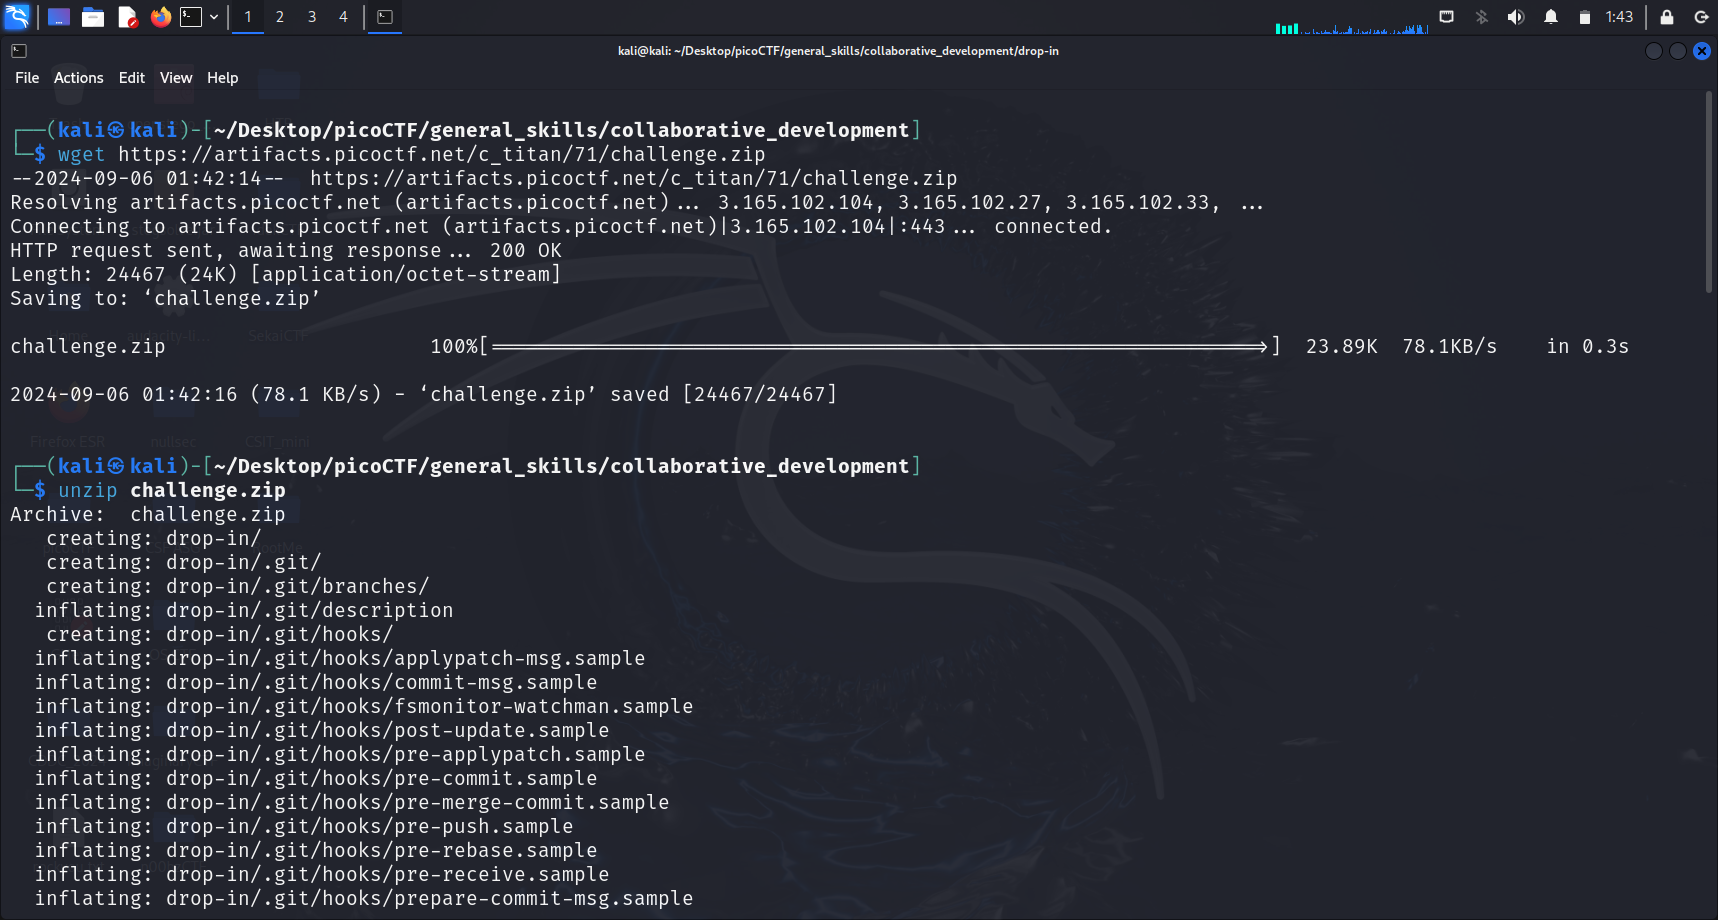 1 2 3 4 1:43
kali@kali: ~/Desktop/picoCTF/general_skills/collaborative_development/drop-in
File Actions Edit View Help
┌──(kali㉿kali)-[~/Desktop/picoCTF/general_skills/collaborative_development]
└─$ wget https://artifacts.picoctf.net/c_titan/71/challenge.zip
--2024-09-06 01:42:14--  https://artifacts.picoctf.net/c_titan/71/challenge.zip
Resolving artifacts.picoctf.net (artifacts.picoctf.net)... 3.165.102.104, 3.165.102.27, 3.165.102.33, ...
Connecting to artifacts.picoctf.net (artifacts.picoctf.net)|3.165.102.104|:443... connected.
HTTP request sent, awaiting response... 200 OK
Length: 24467 (24K) [application/octet-stream]
Saving to: ‘challenge.zip’
Home audacity-li... SekaiCTF
challenge.zip 100%[===================================================================>] 23.89K 78.1KB/s in 0.3s
2024-09-06 01:42:16 (78.1 KB/s) - ‘challenge.zip’ saved [24467/24467]
Firefox ESR nullsec CSIT_mini
┌──(kali㉿kali)-[~/Desktop/picoCTF/general_skills/collaborative_development]
└─$ unzip challenge.zip
Archive:  challenge.zip
   creating: drop-in/
   creating: drop-in/.git/
   creating: drop-in/.git/branches/
  inflating: drop-in/.git/description
   creating: drop-in/.git/hooks/
  inflating: drop-in/.git/hooks/applypatch-msg.sample
  inflating: drop-in/.git/hooks/commit-msg.sample
  inflating: drop-in/.git/hooks/fsmonitor-watchman.sample
  inflating: drop-in/.git/hooks/post-update.sample
  inflating: drop-in/.git/hooks/pre-applypatch.sample
  inflating: drop-in/.git/hooks/pre-commit.sample
  inflating: drop-in/.git/hooks/pre-merge-commit.sample
  inflating: drop-in/.git/hooks/pre-push.sample
  inflating: drop-in/.git/hooks/pre-rebase.sample
  inflating: drop-in/.git/hooks/pre-receive.sample
  inflating: drop-in/.git/hooks/prepare-commit-msg.sample